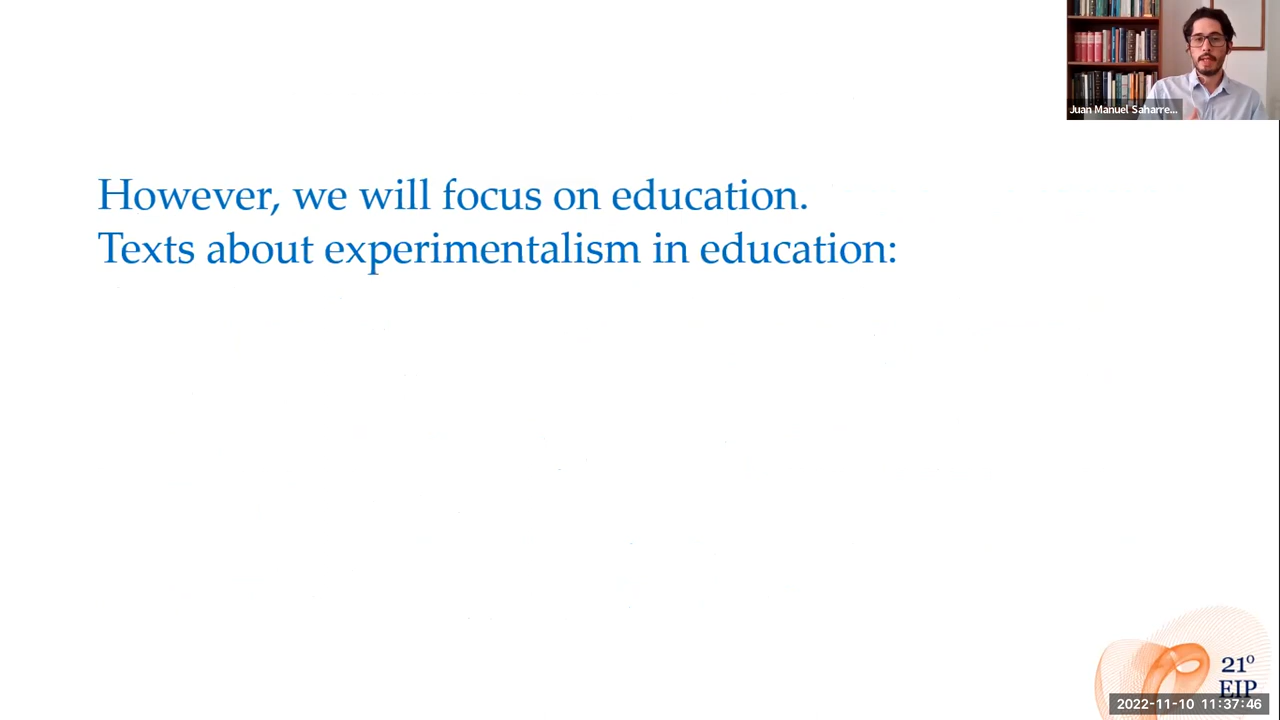 Juan Manuel Saharre...
However, we will focus on education.
Texts about experimentalism in education:
21º
EIP
2022-11-10 11:37:46